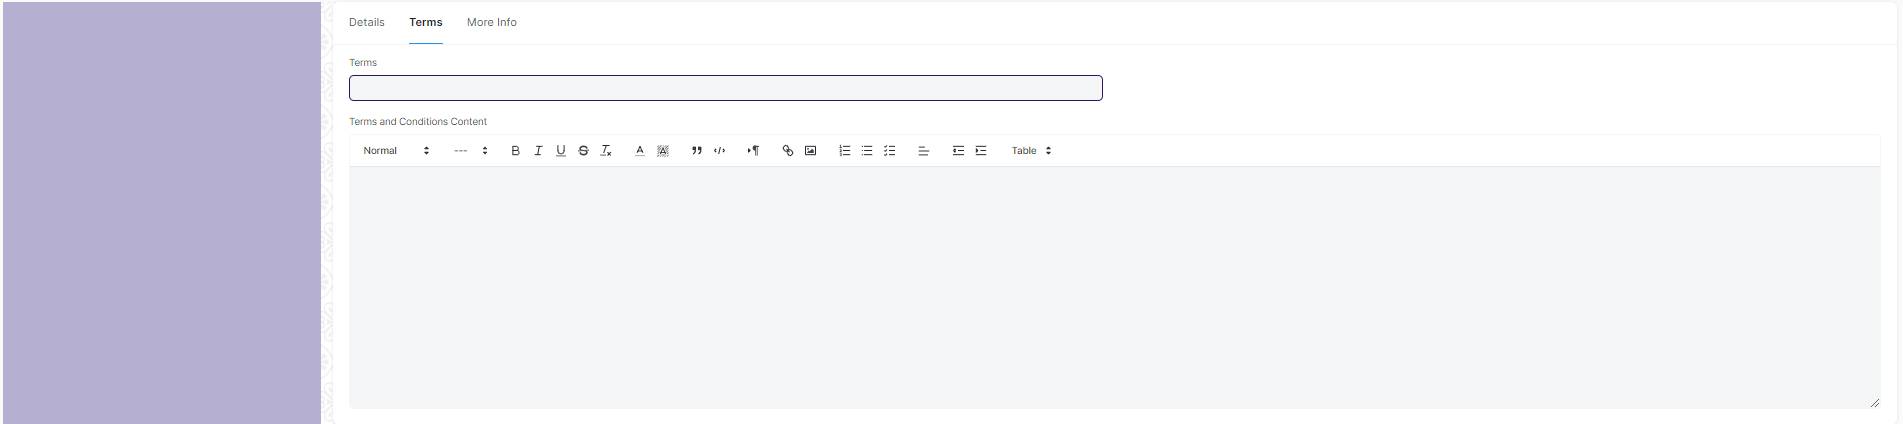 Details Terms More Info
Terms
Terms and Conditions Content
Normal --- Table